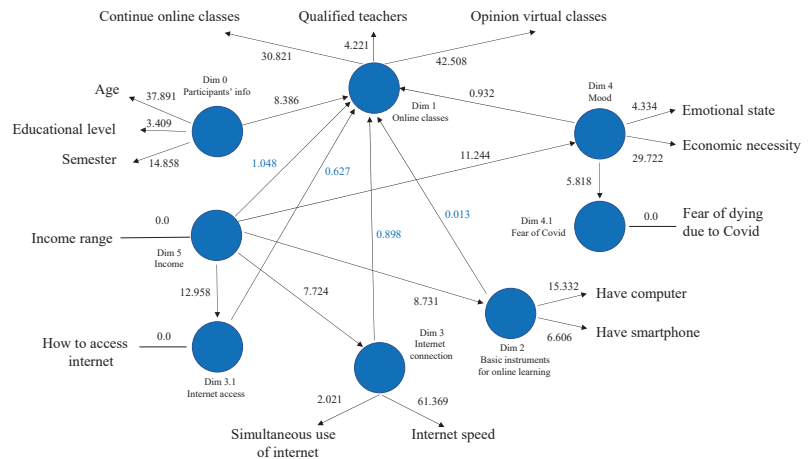 Continue online classes
Qualified teachers
Opinion virtual classes
30.821
4.221
42.508
Dim 0
Participants' info
Age
37.891
Educational level
3.409
Semester
14.858
8.386
Dim 1
Online classes
0.932
Dim 4
Mood
4.334
Emotional state
Economic necessity
29.722
1.048
0.627
11.244
5.818
Income range
0.0
Dim 5
Income
0.898
0.013
Dim 4.1
Fear of Covid
0.0
Fear of dying
due to Covid
12.958
7.724
8.731
15.332
Have computer
Have smartphone
6.606
How to access
internet
0.0
Dim 3.1
Internet access
Dim 3
Internet
connection
Dim 2
Basic instruments
for online learning
2.021
61.369
Simultaneous use
of internet
Internet speed